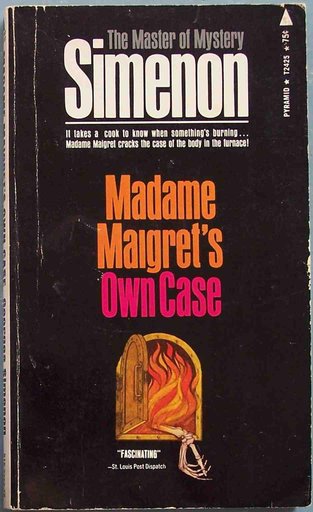 The Master of Mystery
Simenon
It takes a cook to know when something's burning...
Madame Maigret cracks the case of the body in the furnace!
PYRAMID ★ T2425 ★ 75¢
Madame
Maigret's
Own Case
"FASCINATING"
—St. Louis Post Dispatch